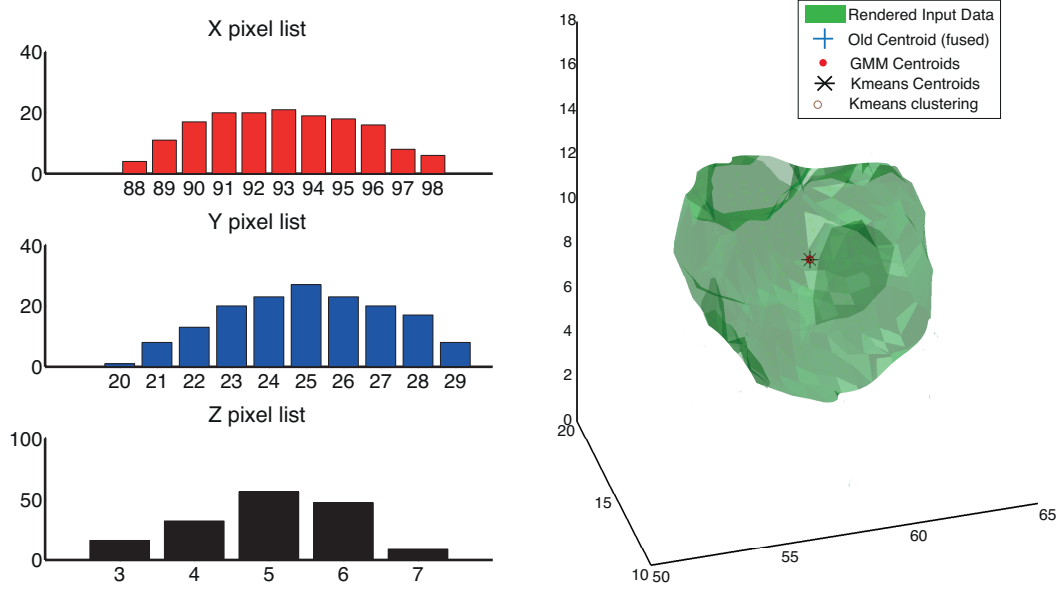 X pixel list
40
20
0
88 89 90 91 92 93 94 95 96 97 98
Y pixel list
40
20
0
20 21 22 23 24 25 26 27 28 29
Z pixel list
100
50
0
3 4 5 6 7
Rendered Input Data
Old Centroid (fused)
GMM Centroids
Kmeans Centroids
Kmeans clustering
18
16
14
12
10
8
6
4
2
0
20
15
10
50
55
60
65